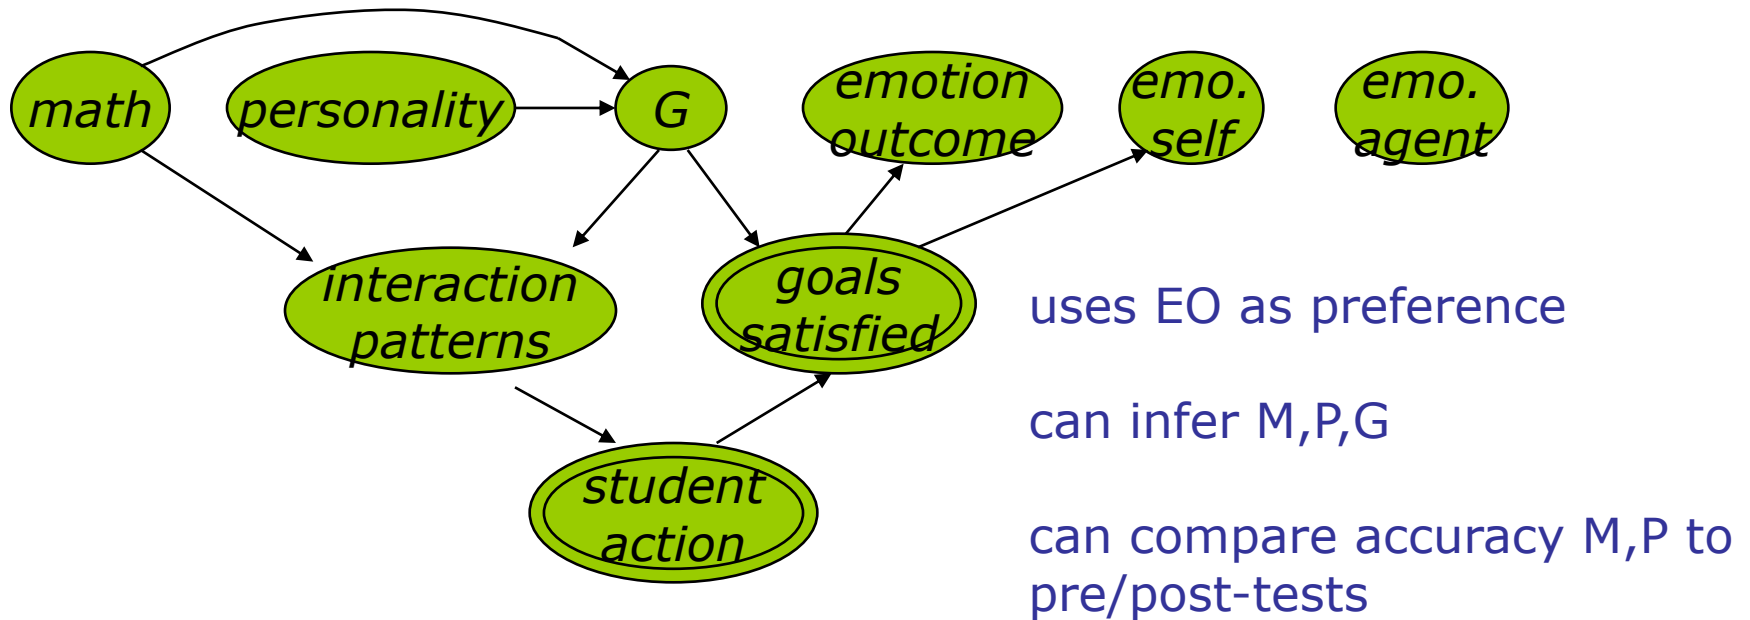 math
personality
G
emotion
outcome
emo.
self
emo.
agent
interaction
patterns
goals
satisfied
student
action
uses EO as preference
can infer M,P,G
can compare accuracy M,P to
pre/post-tests